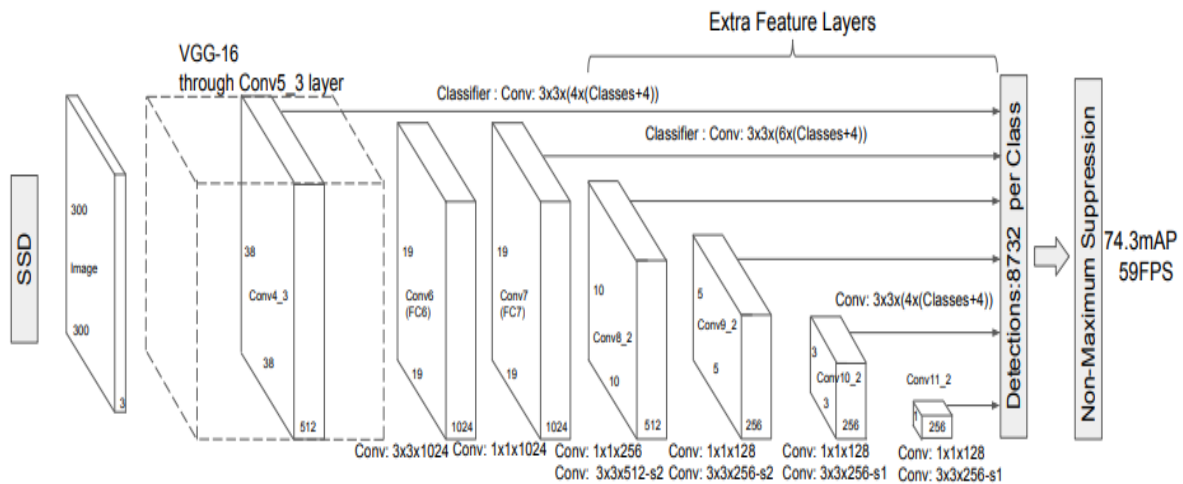 Extra Feature Layers
VGG-16
through Conv5_3 layer
Classifier : Conv: 3x3x(4x(Classes+4))
Classifier : Conv: 3x3x(6x(Classes+4))
SSD
300
Image
300
3
38
Conv4_3
38
512
19
Conv6
(FC6)
19
1024
19
Conv7
(FC7)
19
1024
10
Conv8_2
10
512
5
Conv9_2
5
256
Conv: 3x3x(4x(Classes+4))
3
Conv10_2
3
256
Conv11_2
1
256
Detections:8732 per Class
Non-Maximum Suppression
74.3mAP
59FPS
Conv: 3x3x1024
Conv: 1x1x1024
Conv: 1x1x256
Conv: 3x3x512-s2
Conv: 1x1x128
Conv: 3x3x256-s2
Conv: 1x1x128
Conv: 3x3x256-s1
Conv: 1x1x128
Conv: 3x3x256-s1